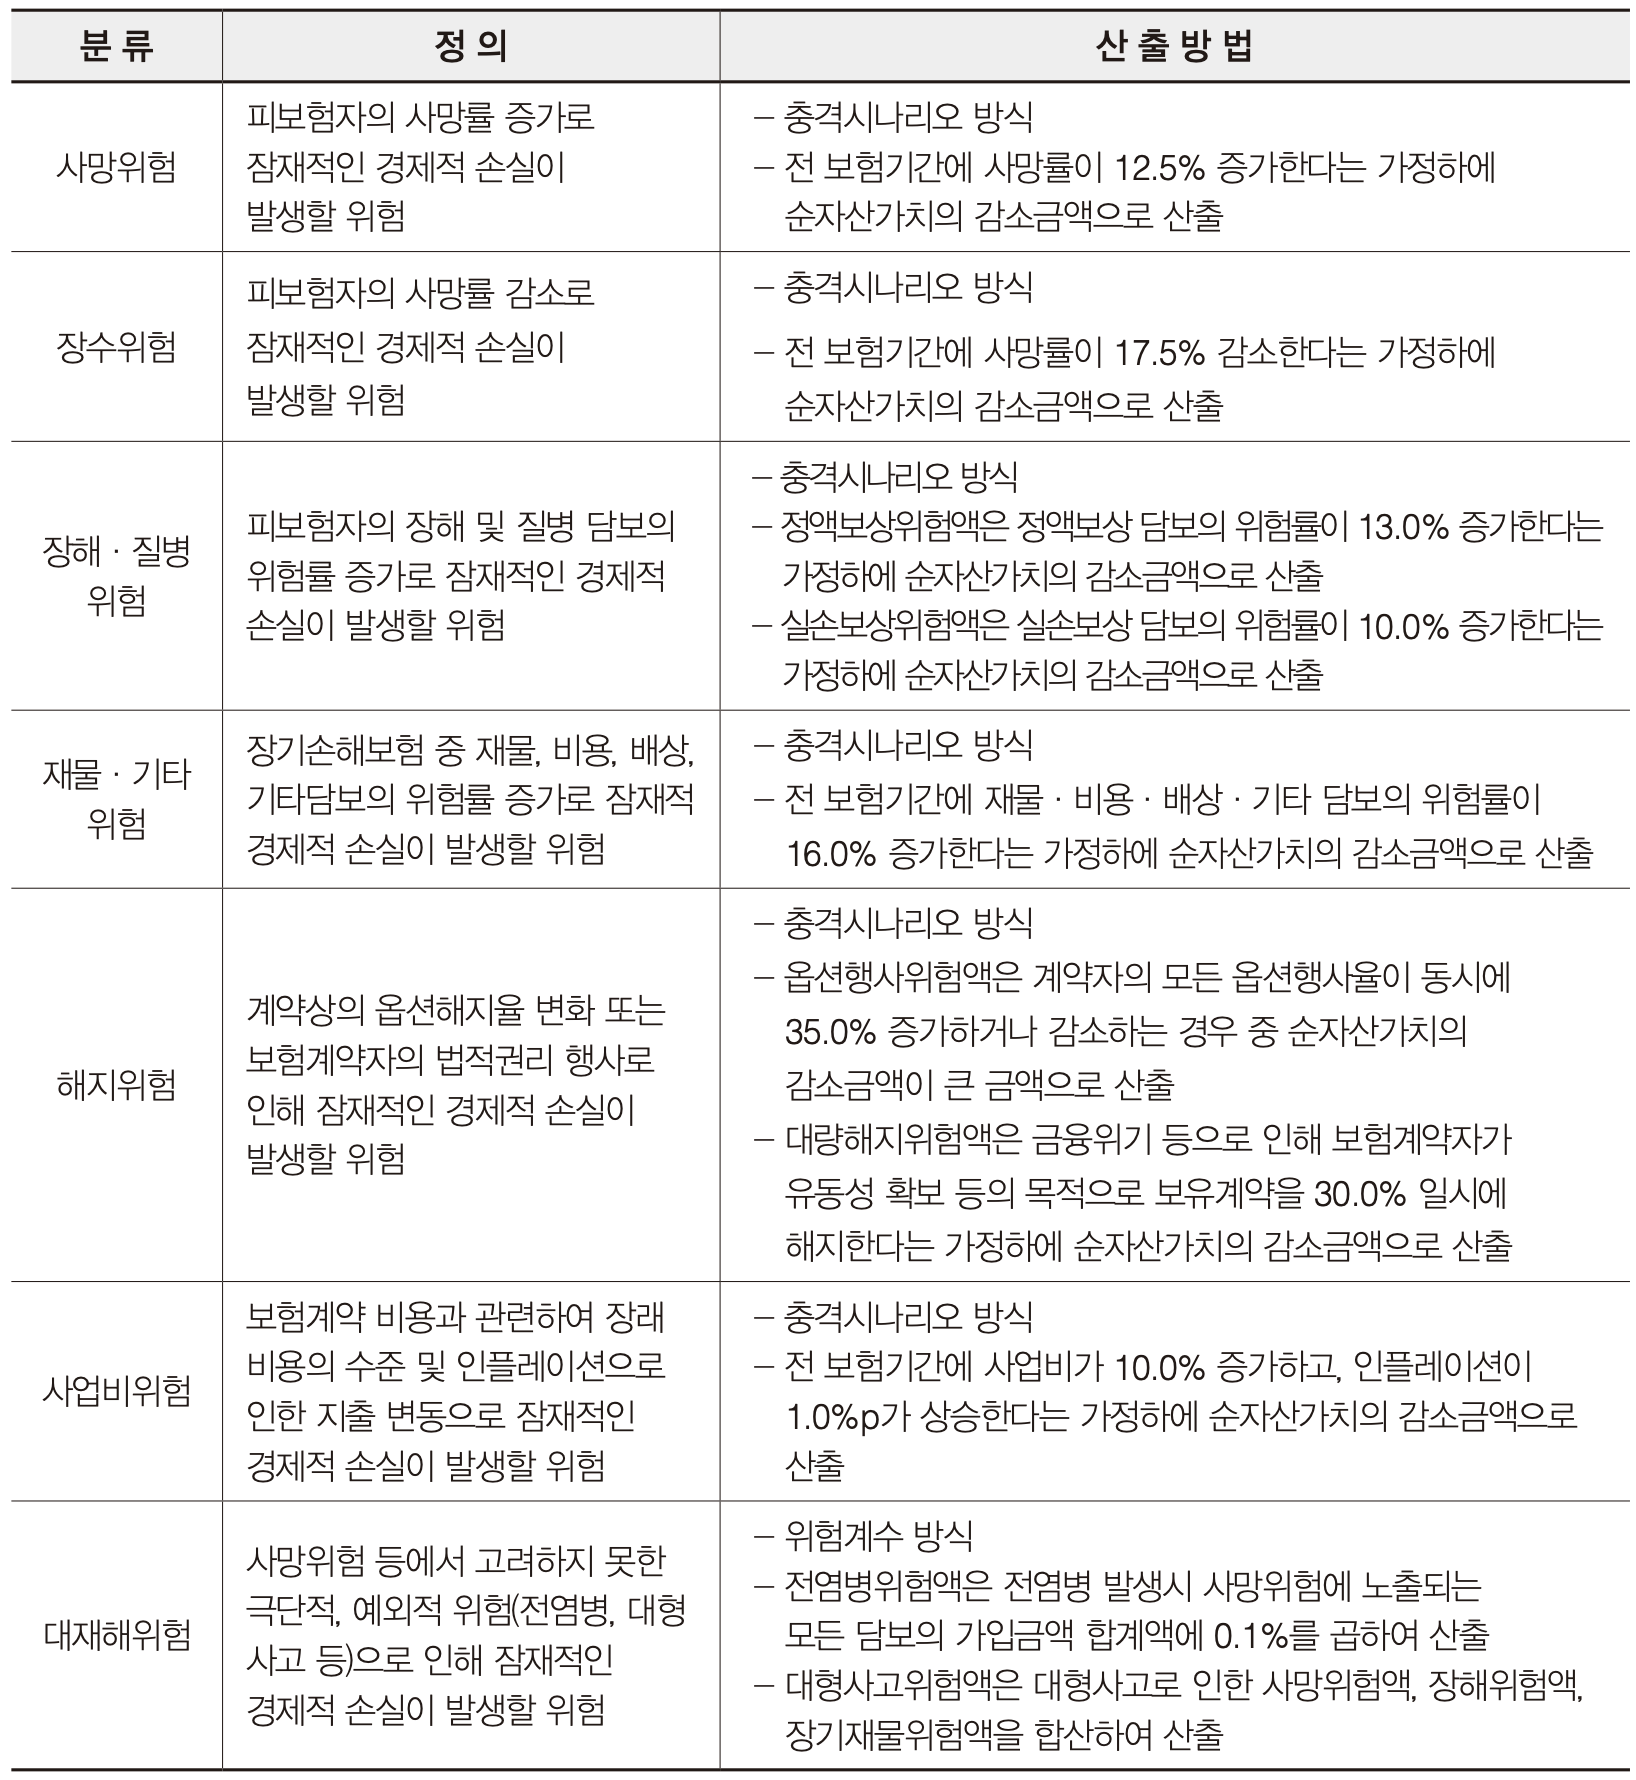 분 류
정 의
산 출 방 법
사망위험
피보험자의 사망률 증가로
잠재적인 경제적 손실이
발생할 위험
– 충격시나리오 방식
– 전 보험기간에 사망률이 12.5% 증가한다는 가정하에
순자산가치의 감소금액으로 산출
장수위험
피보험자의 사망률 감소로
잠재적인 경제적 손실이
발생할 위험
– 충격시나리오 방식
– 전 보험기간에 사망률이 17.5% 감소한다는 가정하에
순자산가치의 감소금액으로 산출
장해 · 질병
위험
피보험자의 장해 및 질병 담보의
위험률 증가로 잠재적인 경제적
손실이 발생할 위험
– 충격시나리오 방식
– 정액보상위험액은 정액보상 담보의 위험률이 13.0% 증가한다는
가정하에 순자산가치의 감소금액으로 산출
– 실손보상위험액은 실손보상 담보의 위험률이 10.0% 증가한다는
가정하에 순자산가치의 감소금액으로 산출
재물 · 기타
위험
장기손해보험 중 재물, 비용, 배상,
기타담보의 위험률 증가로 잠재적
경제적 손실이 발생할 위험
– 충격시나리오 방식
– 전 보험기간에 재물 · 비용 · 배상 · 기타 담보의 위험률이
16.0% 증가한다는 가정하에 순자산가치의 감소금액으로 산출
해지위험
계약상의 옵션해지율 변화 또는
보험계약자의 법적권리 행사로
인해 잠재적인 경제적 손실이
발생할 위험
– 충격시나리오 방식
– 옵션행사위험액은 계약자의 모든 옵션행사율이 동시에
35.0% 증가하거나 감소하는 경우 중 순자산가치의
감소금액이 큰 금액으로 산출
– 대량해지위험액은 금융위기 등으로 인해 보험계약자가
유동성 확보 등의 목적으로 보유계약을 30.0% 일시에
해지한다는 가정하에 순자산가치의 감소금액으로 산출
사업비위험
보험계약 비용과 관련하여 장래
비용의 수준 및 인플레이션으로
인한 지출 변동으로 잠재적인
경제적 손실이 발생할 위험
– 충격시나리오 방식
– 전 보험기간에 사업비가 10.0% 증가하고, 인플레이션이
1.0%p가 상승한다는 가정하에 순자산가치의 감소금액으로
산출
대재해위험
사망위험 등에서 고려하지 못한
극단적, 예외적 위험(전염병, 대형
사고 등)으로 인해 잠재적인
경제적 손실이 발생할 위험
– 위험계수 방식
– 전염병위험액은 전염병 발생시 사망위험에 노출되는
모든 담보의 가입금액 합계액에 0.1%를 곱하여 산출
– 대형사고위험액은 대형사고로 인한 사망위험액, 장해위험액,
장기재물위험액을 합산하여 산출